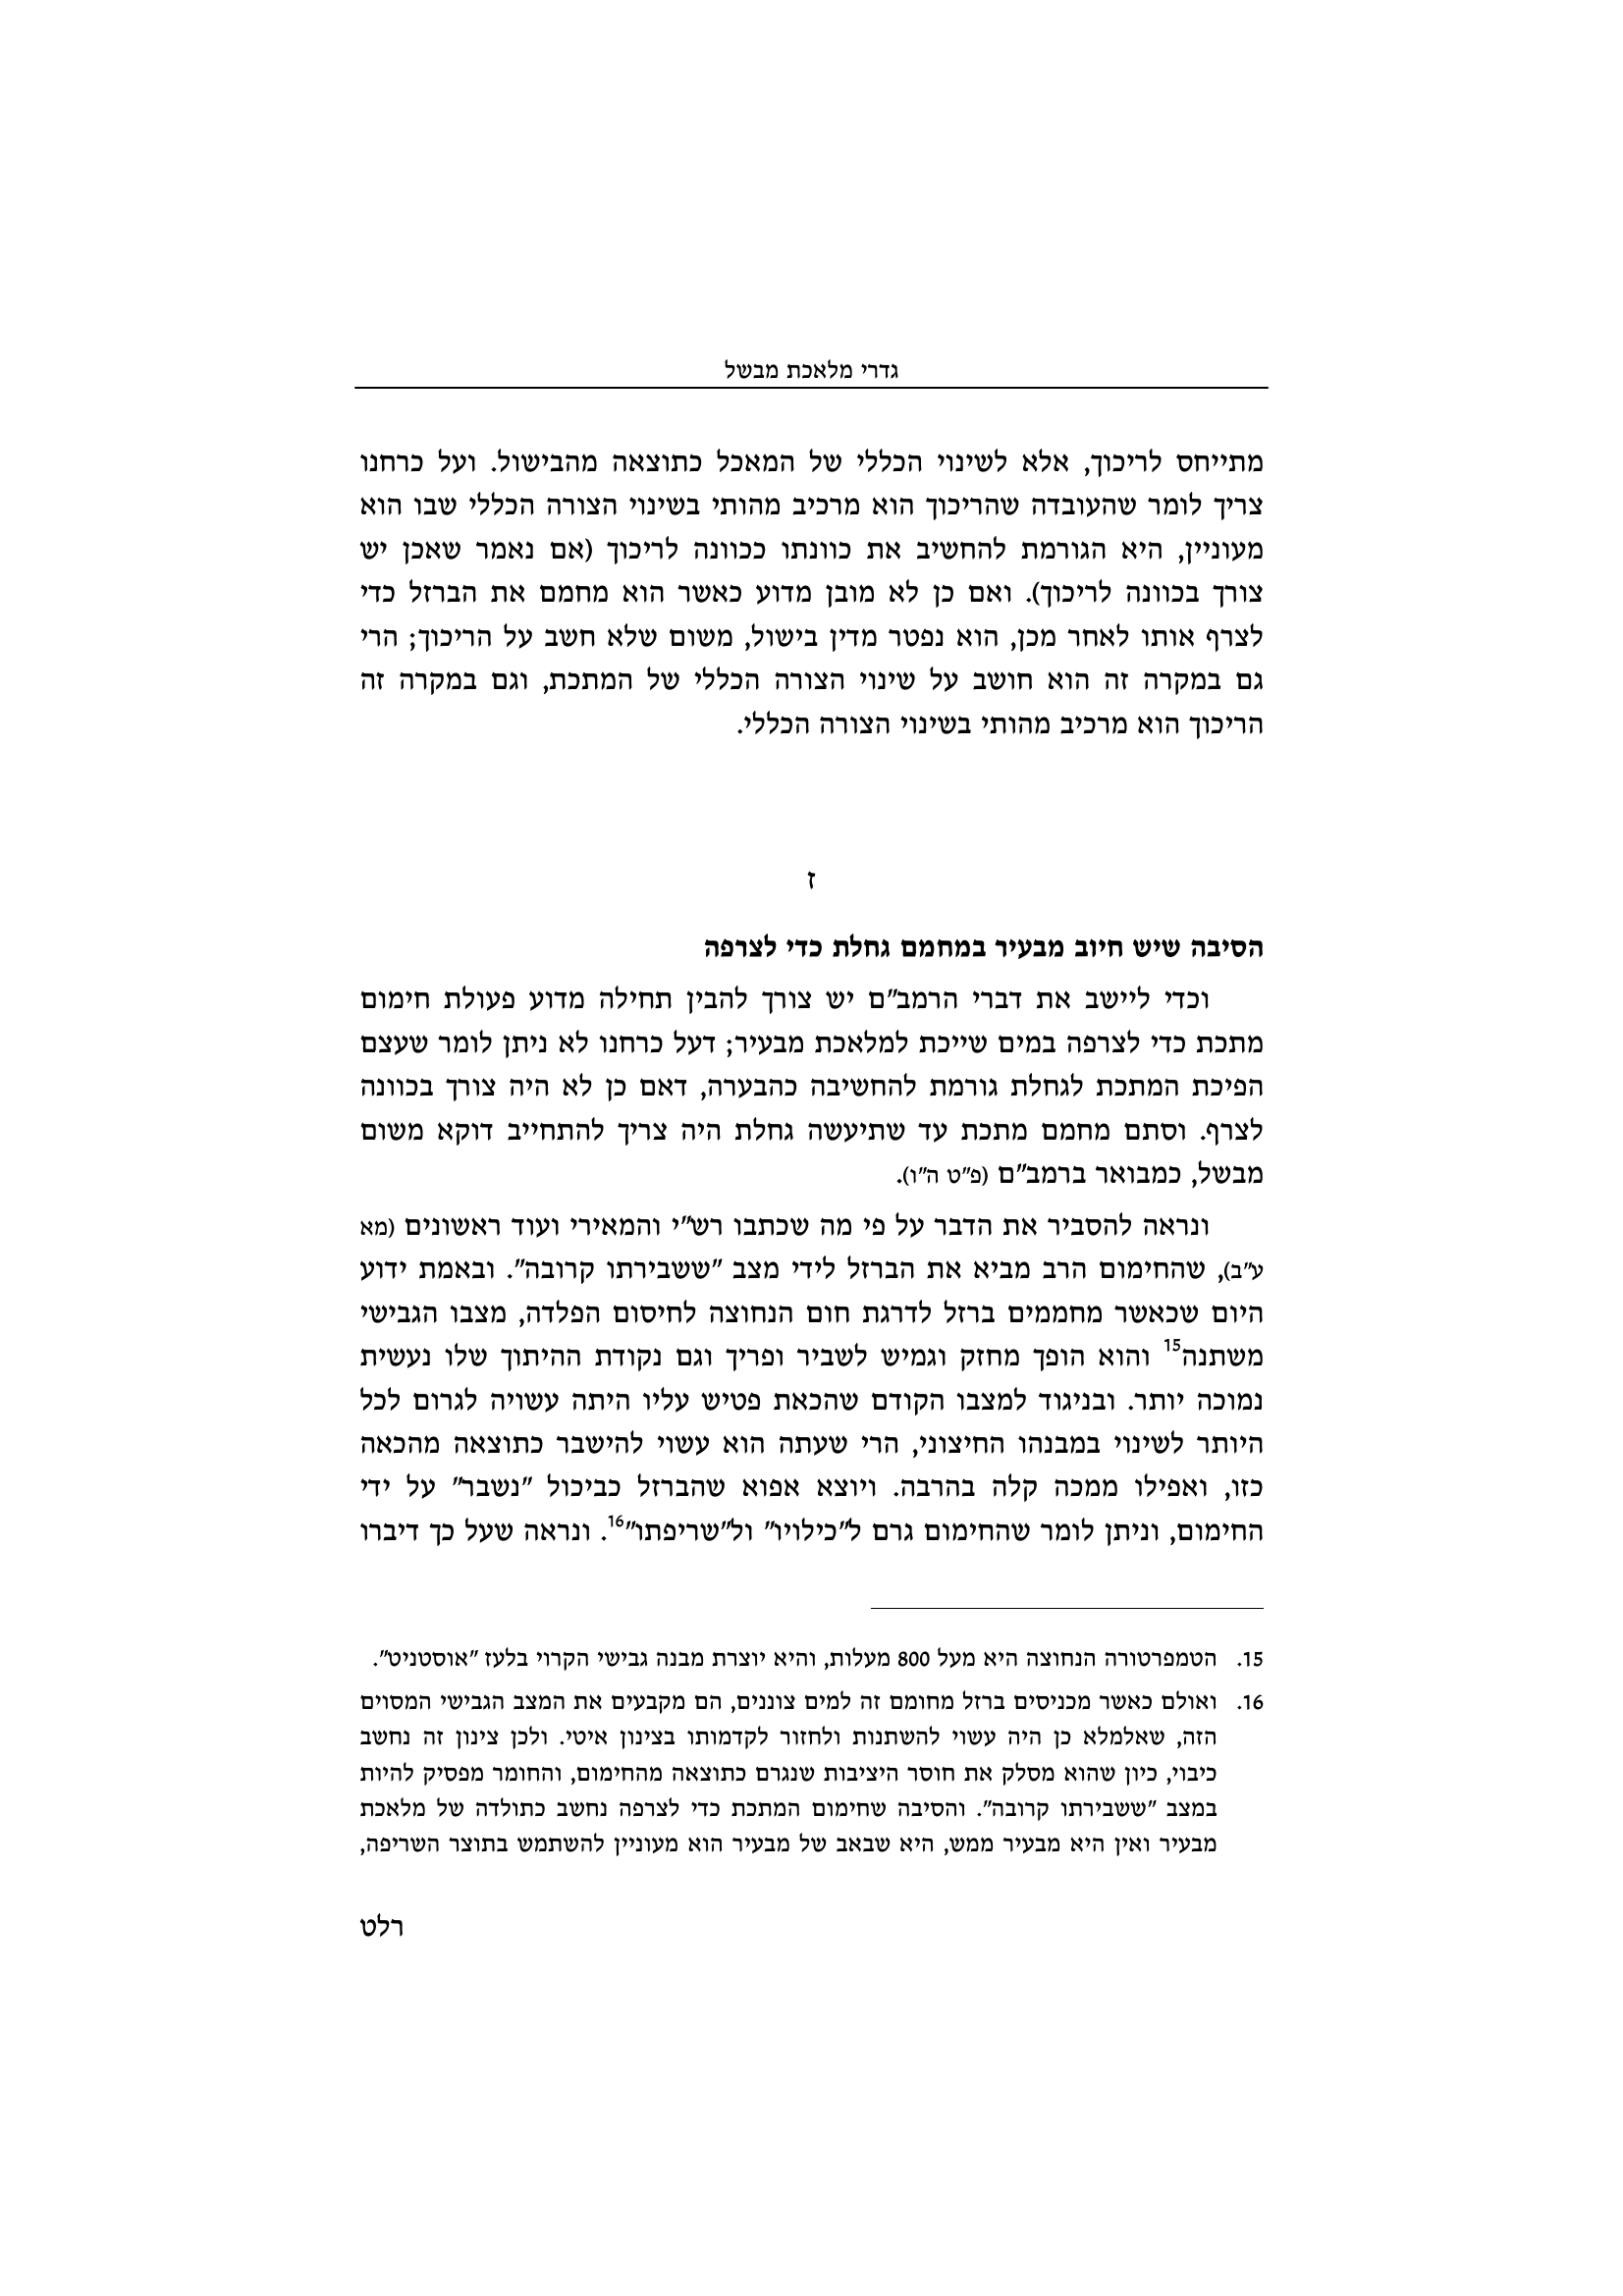 גדרי מלאכת מבשל
מתייחס לריכוך, אלא לשינוי הכללי של המאכל כתוצאה מהבישול. ועל כרחנו
צריך לומר שהעובדה שהריכוך הוא מרכיב מהותי בשינוי הצורה הכללי שבו הוא
מעוניין, היא הגורמת להחשיב את כוונתו ככוונה לריכוך (אם נאמר שאכן יש
צורך בכוונה לריכוך). ואם כן לא מובן מדוע כאשר הוא מחמם את הברזל כדי
לצרף אותו לאחר מכן, הוא נפטר מדין בישול, משום שלא חשב על הריכוך; הרי
גם במקרה זה הוא חושב על שינוי הצורה הכללי של המתכת, וגם במקרה זה
הריכוך הוא מרכיב מהותי בשינוי הצורה הכללי.
ז
הסיבה שיש חיוב מבעיר במחמם גחלת כדי לצרפה
וכדי ליישב את דברי הרמב"ם יש צורך להבין תחילה מדוע פעולת חימום
מתכת כדי לצרפה במים שייכת למלאכת מבעיר; דעל כרחנו לא ניתן לומר שעצם
הפיכת המתכת לגחלת גורמת להחשיבה כהבערה, דאם כן לא היה צורך בכוונה
לצרף. וסתם מחמם מתכת עד שתיעשה גחלת היה צריך להתחייב דוקא משום
מבשל, כמבואר ברמב"ם (פ"ט ה"ו).
ונראה להסביר את הדבר על פי מה שכתבו רש"י והמאירי ועוד ראשונים (מא
ע"ב), שהחימום הרב מביא את הברזל לידי מצב "ששבירתו קרובה". ובאמת ידוע
היום שכאשר מחממים ברזל לדרגת חום הנחוצה לחיסום הפלדה, מצבו הגבישי
משתנה15 והוא הופך מחזק וגמיש לשביר ופריך וגם נקודת ההיתוך שלו נעשית
נמוכה יותר. ובניגוד למצבו הקודם שהכאת פטיש עליו היתה עשויה לגרום לכל
היותר לשינוי במבנהו החיצוני, הרי שעתה הוא עשוי להישבר כתוצאה מהכאה
כזו, ואפילו ממכה קלה בהרבה. ויוצא אפוא שהברזל כביכול "נשבר" על ידי
החימום, וניתן לומר שהחימום גרם ל"כילויו" ול"שריפתו"16. ונראה שעל כך דיברו
15. הטמפרטורה הנחוצה היא מעל 800 מעלות, והיא יוצרת מבנה גבישי הקרוי בלעז "אוסטניט".
16. ואולם כאשר מכניסים ברזל מחומם זה למים צוננים, הם מקבעים את המצב הגבישי המסוים
הזה, שאלמלא כן היה עשוי להשתנות ולחזור לקדמותו בצינון איטי. ולכן צינון זה נחשב
כיבוי, כיון שהוא מסלק את חוסר היציבות שנגרם כתוצאה מהחימום, והחומר מפסיק להיות
במצב "ששבירתו קרובה". והסיבה שחימום המתכת כדי לצרפה נחשב כתולדה של מלאכת
מבעיר ואין היא מבעיר ממש, היא שבאב של מבעיר הוא מעוניין להשתמש בתוצר השריפה,
רלט